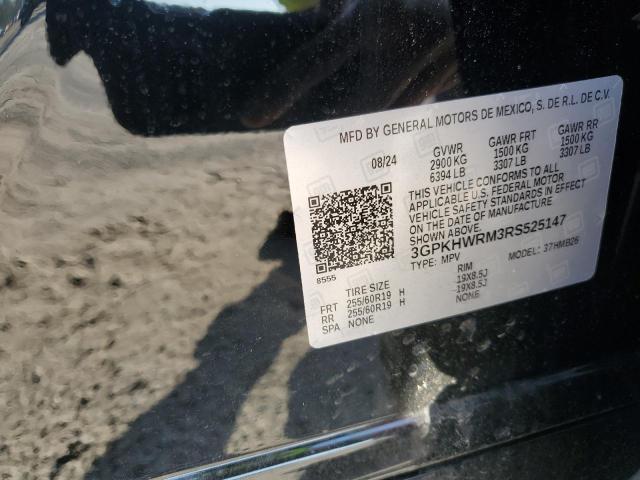 MFD BY GENERAL MOTORS DE MEXICO, S. DE R.L. DE C.V.
08/24 GVWR GAWR FRT GAWR RR
2900 KG 1500 KG 1500 KG
6394 LB 3307 LB 3307 LB
THIS VEHICLE CONFORMS TO ALL
APPLICABLE U.S. FEDERAL MOTOR
VEHICLE SAFETY STANDARDS IN EFFECT
ON THE DATE OF MANUFACTURE
SHOWN ABOVE.
3GPKHWRM3RS525147
TYPE: MPV MODEL: 37HMB26
8555
TIRE SIZE RIM
FRT 255/60R19 H 19X8.5J
RR 255/60R19 H 19X8.5J
SPA NONE NONE